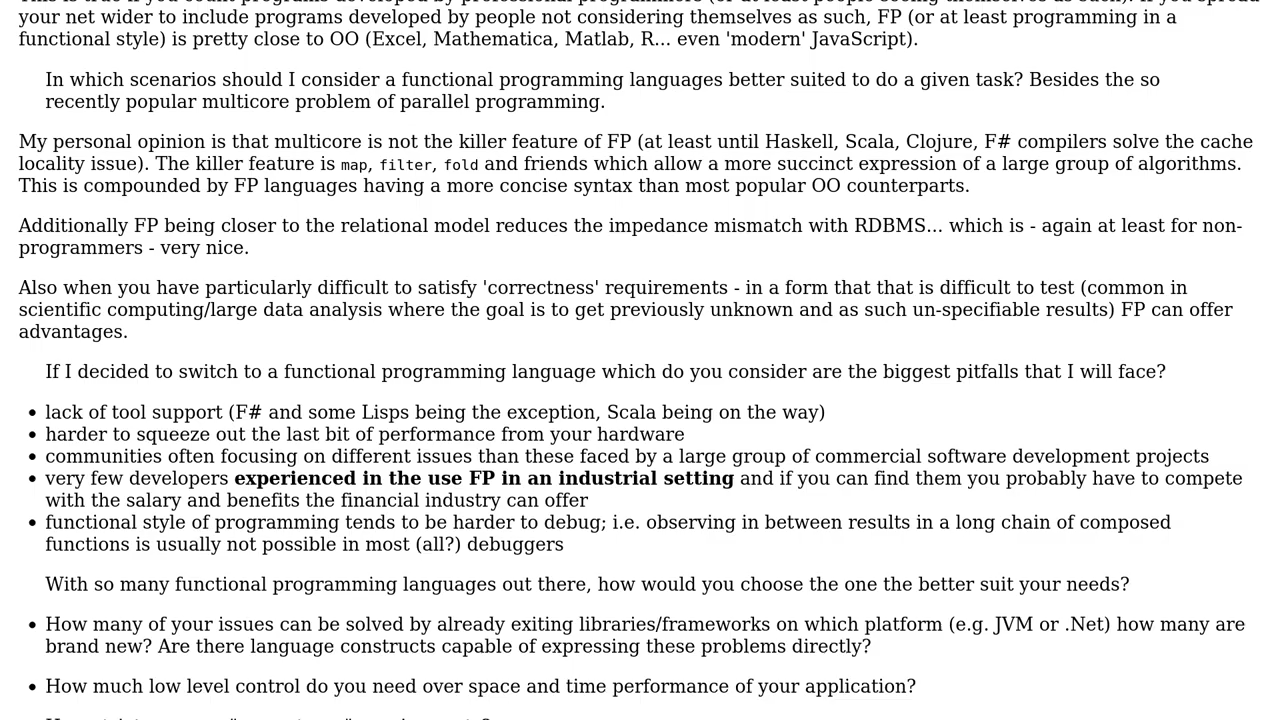 your net wider to include programs developed by people not considering themselves as such, FP (or at least programming in a
functional style) is pretty close to OO (Excel, Mathematica, Matlab, R... even 'modern' JavaScript).
In which scenarios should I consider a functional programming languages better suited to do a given task? Besides the so
recently popular multicore problem of parallel programming.
My personal opinion is that multicore is not the killer feature of FP (at least until Haskell, Scala, Clojure, F# compilers solve the cache
locality issue). The killer feature is map, filter, fold and friends which allow a more succinct expression of a large group of algorithms.
This is compounded by FP languages having a more concise syntax than most popular OO counterparts.
Additionally FP being closer to the relational model reduces the impedance mismatch with RDBMS... which is - again at least for non-
programmers - very nice.
Also when you have particularly difficult to satisfy 'correctness' requirements - in a form that that is difficult to test (common in
scientific computing/large data analysis where the goal is to get previously unknown and as such un-specifiable results) FP can offer
advantages.
If I decided to switch to a functional programming language which do you consider are the biggest pitfalls that I will face?
• lack of tool support (F# and some Lisps being the exception, Scala being on the way)
• harder to squeeze out the last bit of performance from your hardware
• communities often focusing on different issues than these faced by a large group of commercial software development projects
• very few developers experienced in the use FP in an industrial setting and if you can find them you probably have to compete
with the salary and benefits the financial industry can offer
• functional style of programming tends to be harder to debug; i.e. observing in between results in a long chain of composed
functions is usually not possible in most (all?) debuggers
With so many functional programming languages out there, how would you choose the one the better suit your needs?
• How many of your issues can be solved by already exiting libraries/frameworks on which platform (e.g. JVM or .Net) how many are
brand new? Are there language constructs capable of expressing these problems directly?
• How much low level control do you need over space and time performance of your application?